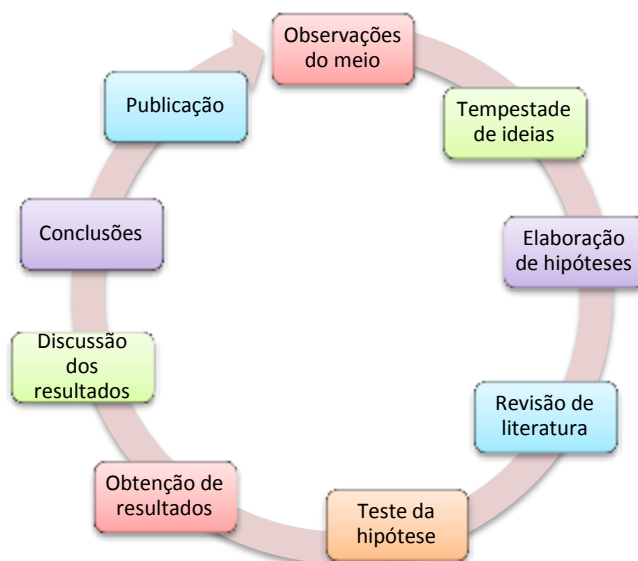 Observações
do meio
Tempestade
de ideias
Elaboração
de hipóteses
Revisão de
literatura
Teste da
hipótese
Obtenção de
resultados
Discussão
dos
resultados
Conclusões
Publicação